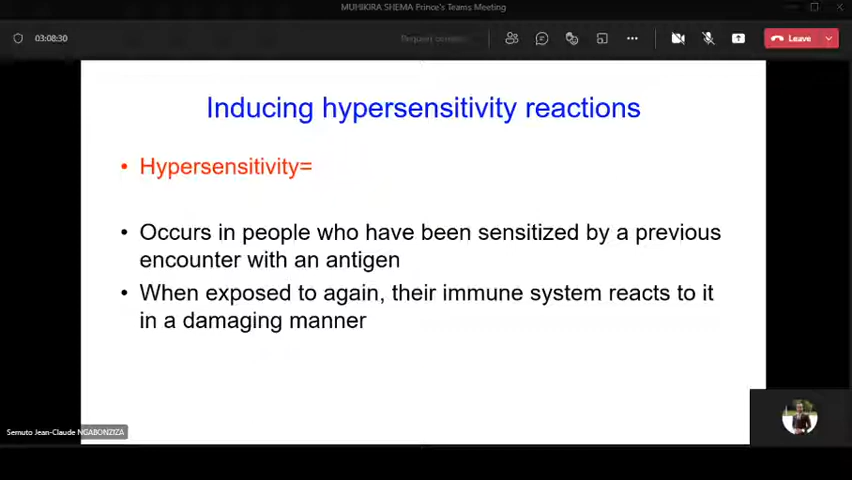 MUHIKIRA SHEMA Prince's Teams Meeting
03:08:30
Leave
Inducing hypersensitivity reactions
• Hypersensitivity=
• Occurs in people who have been sensitized by a previous
encounter with an antigen
• When exposed to again, their immune system reacts to it
in a damaging manner
Semuto Jean-Claude NGABONZIZA